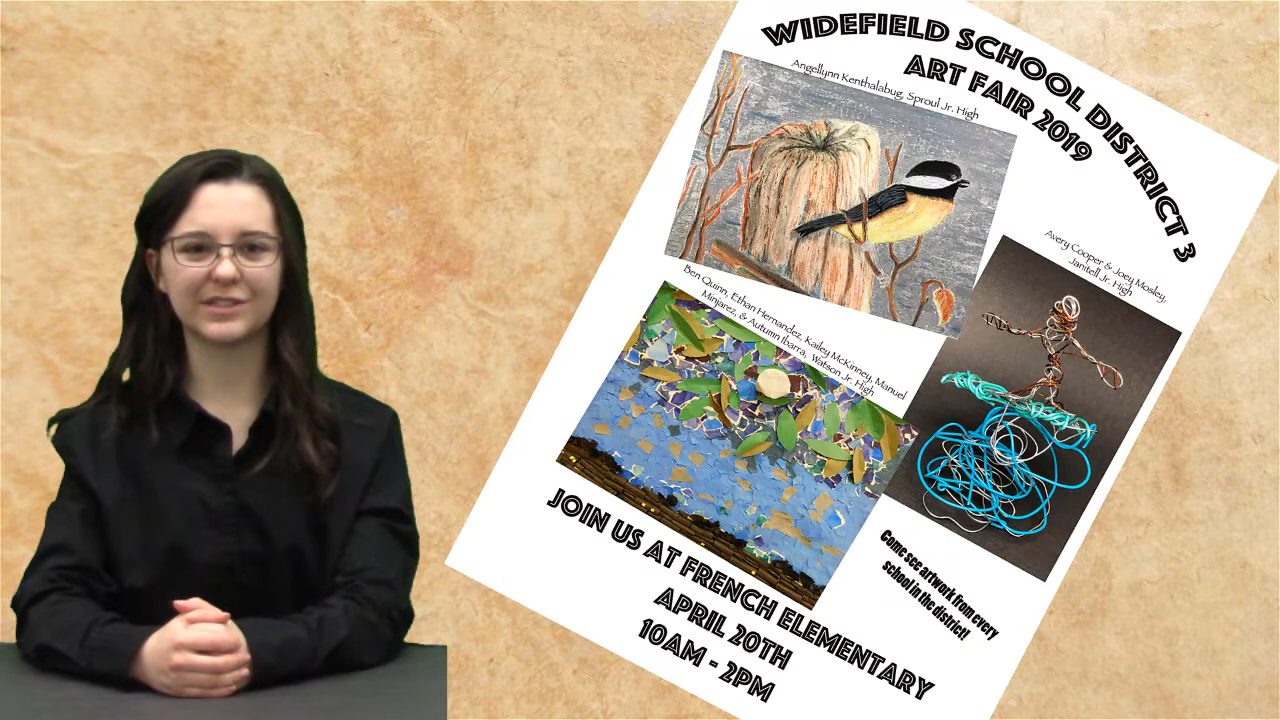 WIDEFIELD SCHOOL DISTRICT 3
ART FAIR 2019
Angellynn Kenthalabug, Sproul Jr. High
Avery Cooper & Joey Mosley,
Janitell Jr. High
Ben Quinn, Ethan Hernandez, Kailey McKinney, Manuel
Minjarez, & Autumn Ibarra, Watson Jr. High
Come see artwork from every
school in the district!
JOIN US AT FRENCH ELEMENTARY
APRIL 20TH
10AM - 2PM